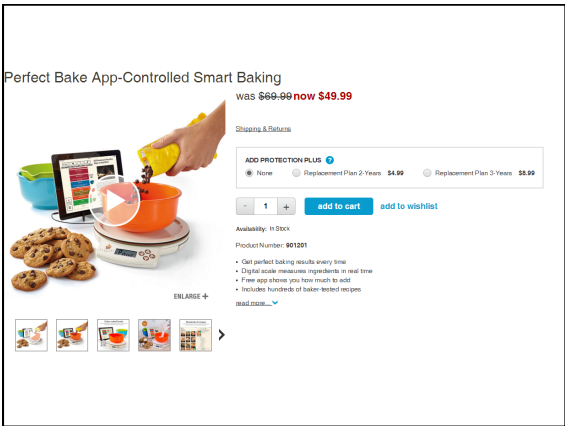 Perfect Bake App-Controlled Smart Baking
was $69.99 now $49.99
Shipping & Returns
ADD PROTECTION PLUS ?
None Replacement Plan 2-Years $4.99 Replacement Plan 3-Years $8.99
- 1 + add to cart add to wishlist
Availability: In Stock
Product Number: 901201
• Get perfect baking results every time
• Digital scale measures ingredients in real time
• Free app shows you how much to add
• Includes hundreds of baker-tested recipes
ENLARGE +
read more...